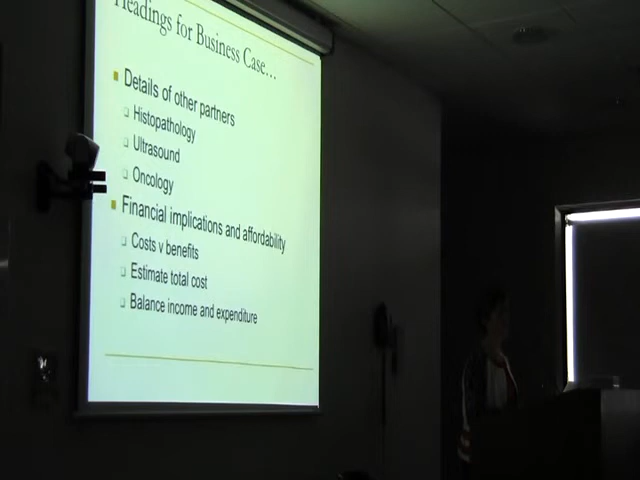 Headings for Business Case...
Details of other partners
Histopathology
Ultrasound
Oncology
Financial implications and affordability
Costs v benefits
Estimate total cost
Balance income and expenditure